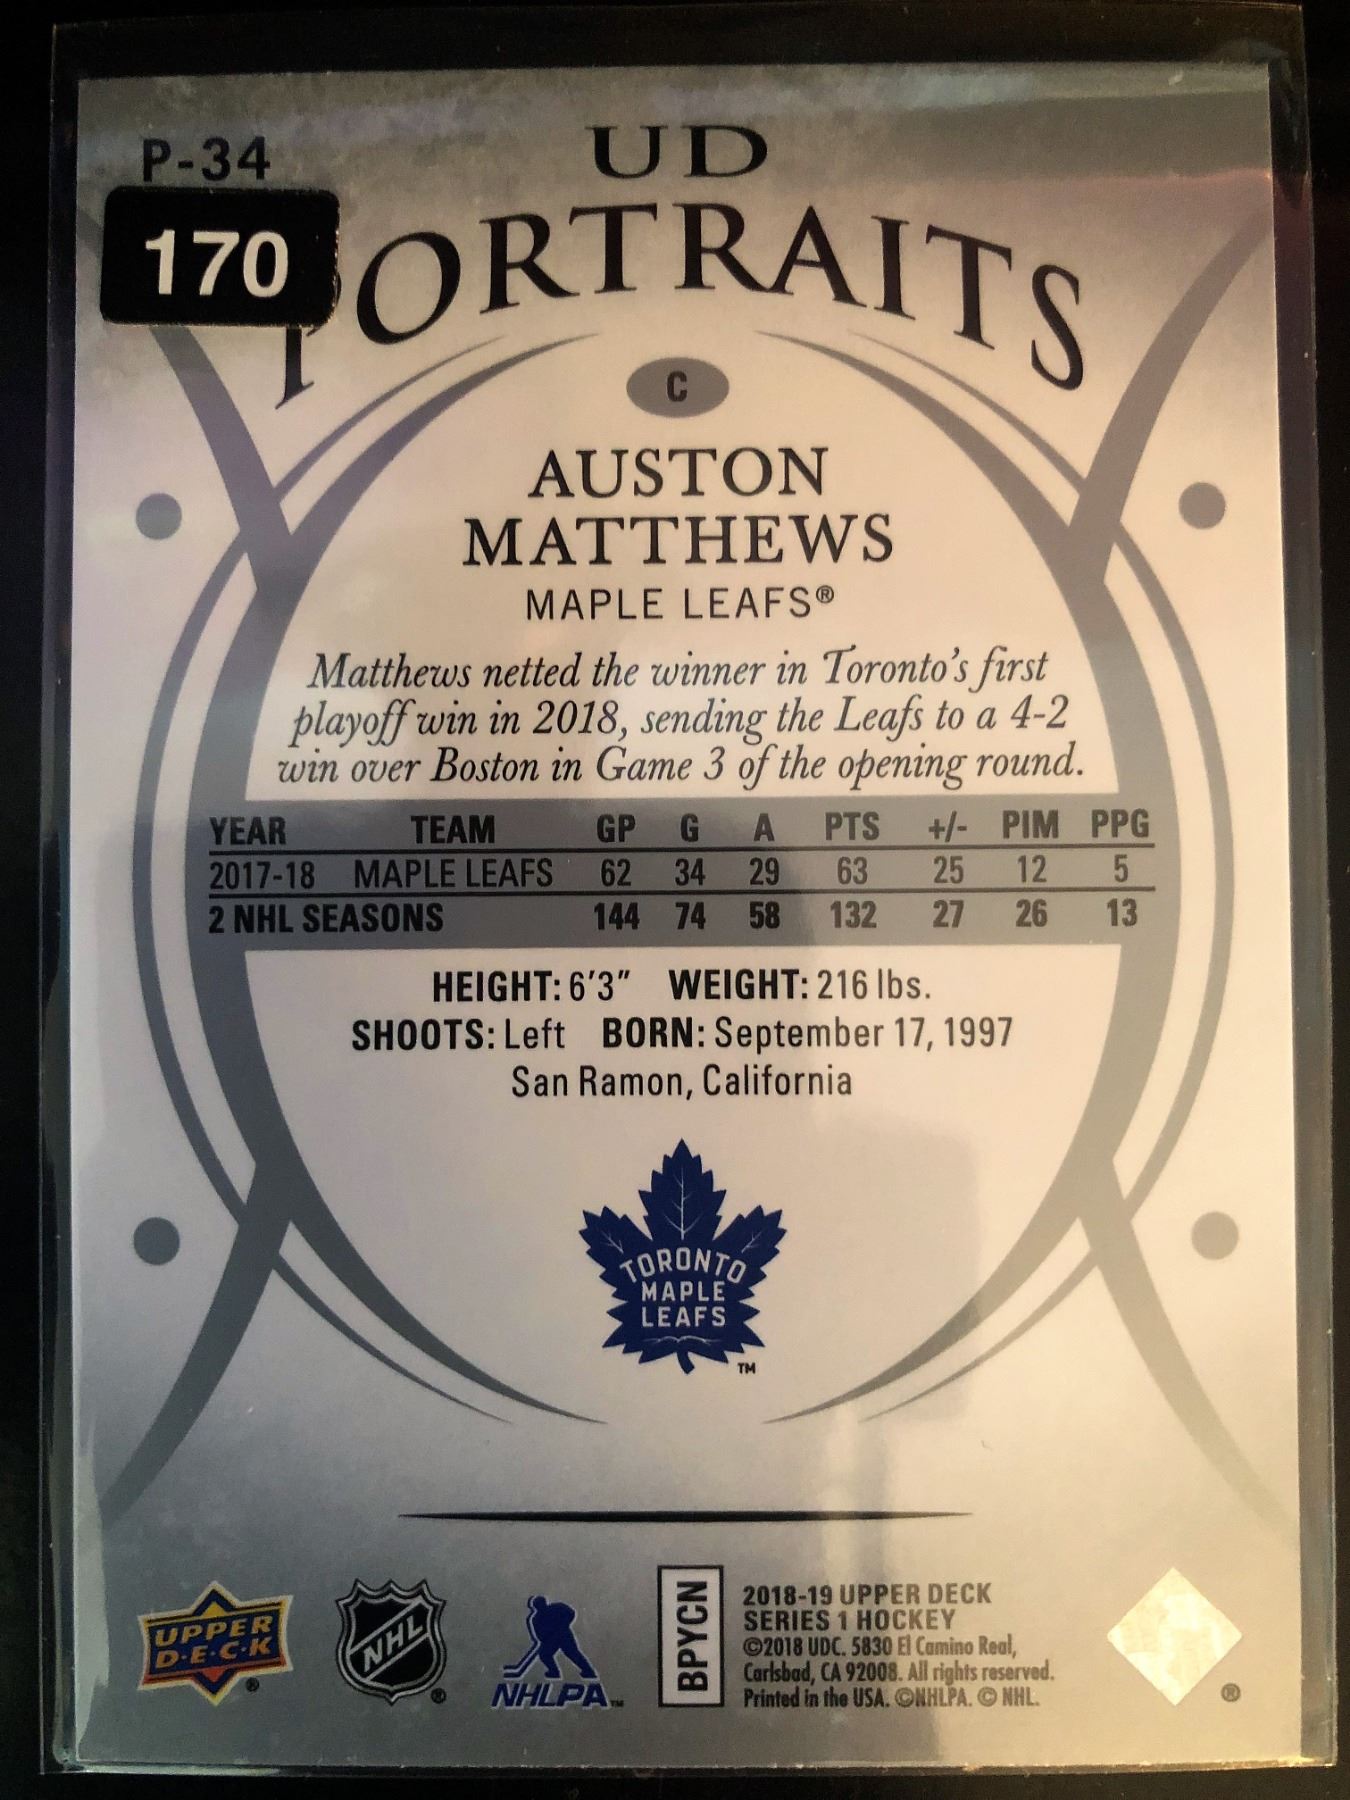 P-34
170
UD
PORTRAITS
C
AUSTON
MATTHEWS
MAPLE LEAFS®
Matthews netted the winner in Toronto's first
playoff win in 2018, sending the Leafs to a 4-2
win over Boston in Game 3 of the opening round.
YEAR TEAM GP G A PTS +/- PIM PPG
2017-18 MAPLE LEAFS 62 34 29 63 25 12 5
2 NHL SEASONS 144 74 58 132 27 26 13
HEIGHT: 6'3" WEIGHT: 216 lbs.
SHOOTS: Left BORN: September 17, 1997
San Ramon, California
TORONTO
MAPLE
LEAFS
TM
UPPER
D·E·C·K
®
NHL
®
NHLPA™
BPYCN
2018-19 UPPER DECK
SERIES 1 HOCKEY
©2018 UDC. 5830 El Camino Real,
Carlsbad, CA 92008. All rights reserved.
Printed in the USA. ©NHLPA. © NHL.
®